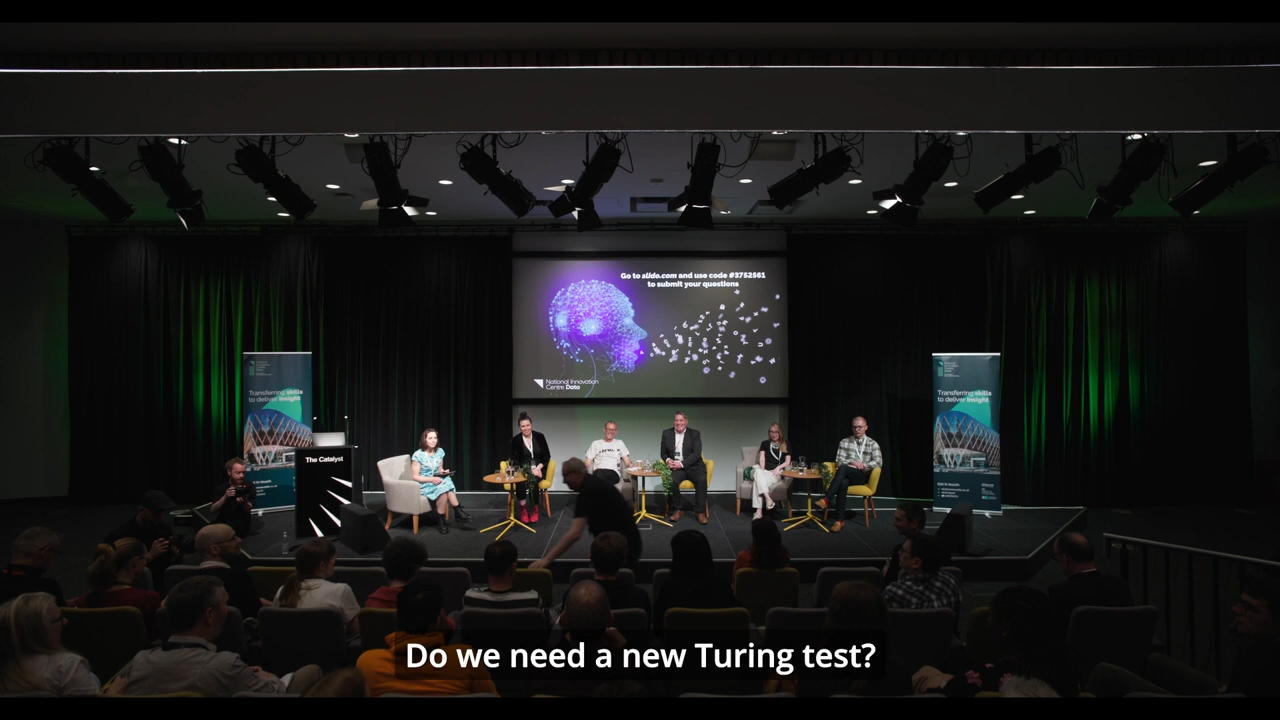 Go to slido.com and use code #3752561
to submit your questions
National Innovation
Centre Data
Transferring skills
to deliver insight
Transferring skills
to deliver insight
The Catalyst
Do we need a new Turing test?